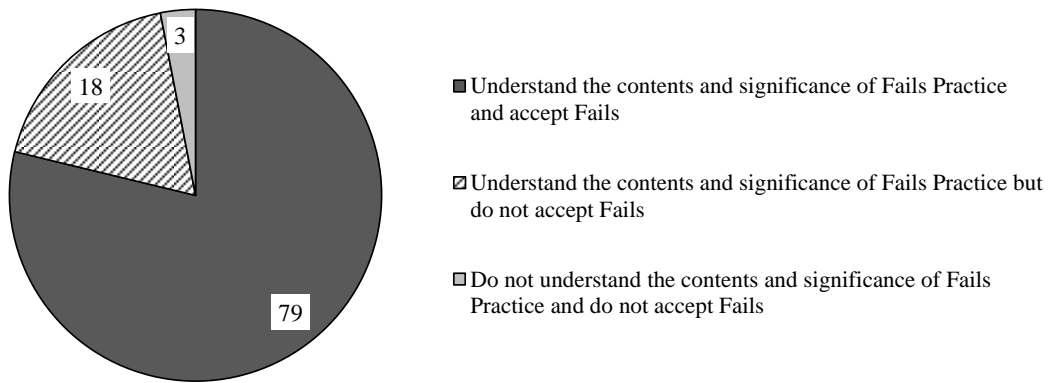 3
18
79
Understand the contents and significance of Fails Practice
and accept Fails
Understand the contents and significance of Fails Practice but
do not accept Fails
Do not understand the contents and significance of Fails
Practice and do not accept Fails